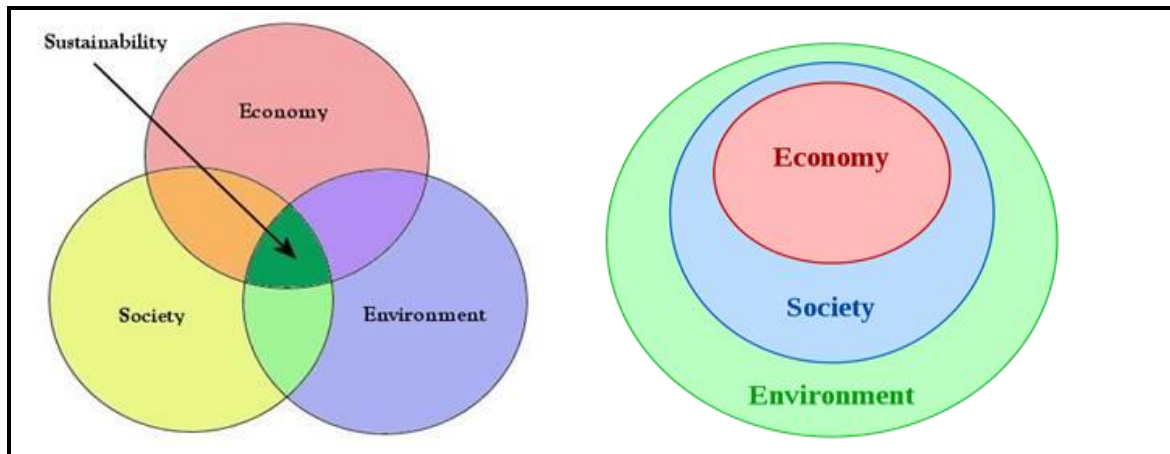 Sustainability
Economy
Society
Environment
Economy
Society
Environment